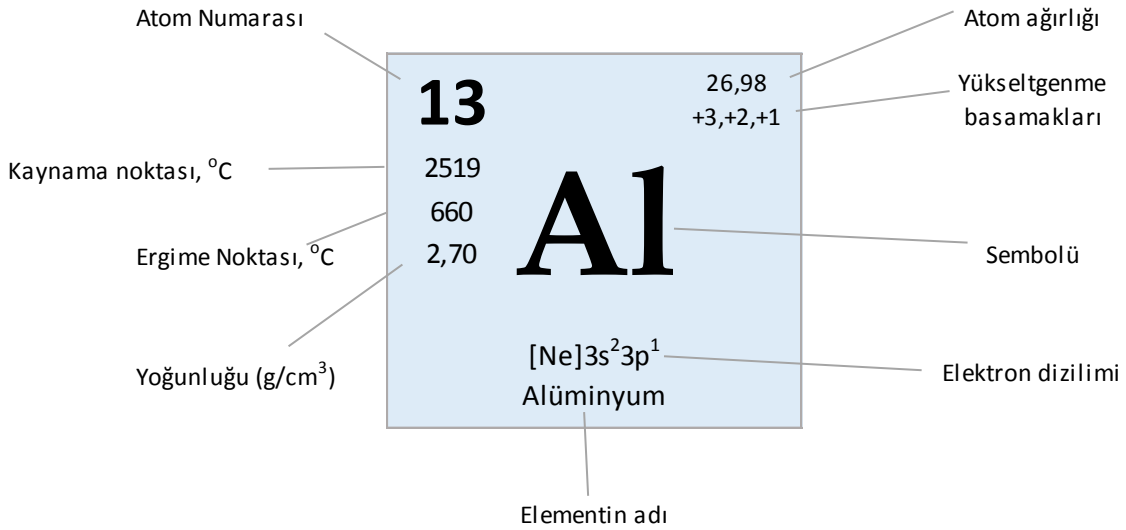 Atom Numarası
Atom ağırlığı
13
26,98
+3,+2,+1
Yükseltgenme
basamakları
Kaynama noktası, °C
2519
660
2,70
Al
Ergime Noktası, °C
Sembolü
Yoğunluğu (g/cm³)
[Ne]3s²3p¹
Alüminyum
Elektron dizilimi
Elementin adı